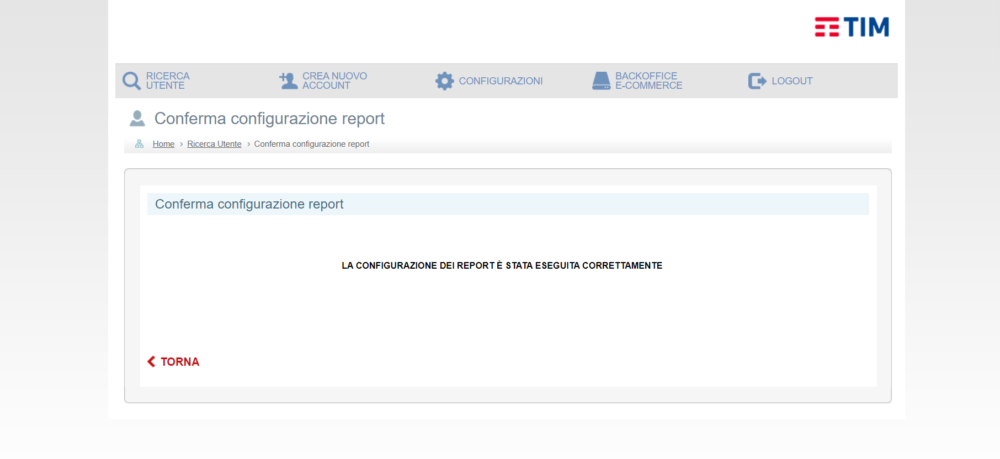 TIM
RICERCA
UTENTE
CREA NUOVO
ACCOUNT
CONFIGURAZIONI
BACKOFFICE
E-COMMERCE
LOGOUT
Conferma configurazione report
Home › Ricerca Utente › Conferma configurazione report
Conferma configurazione report
LA CONFIGURAZIONE DEI REPORT È STATA ESEGUITA CORRETTAMENTE
TORNA